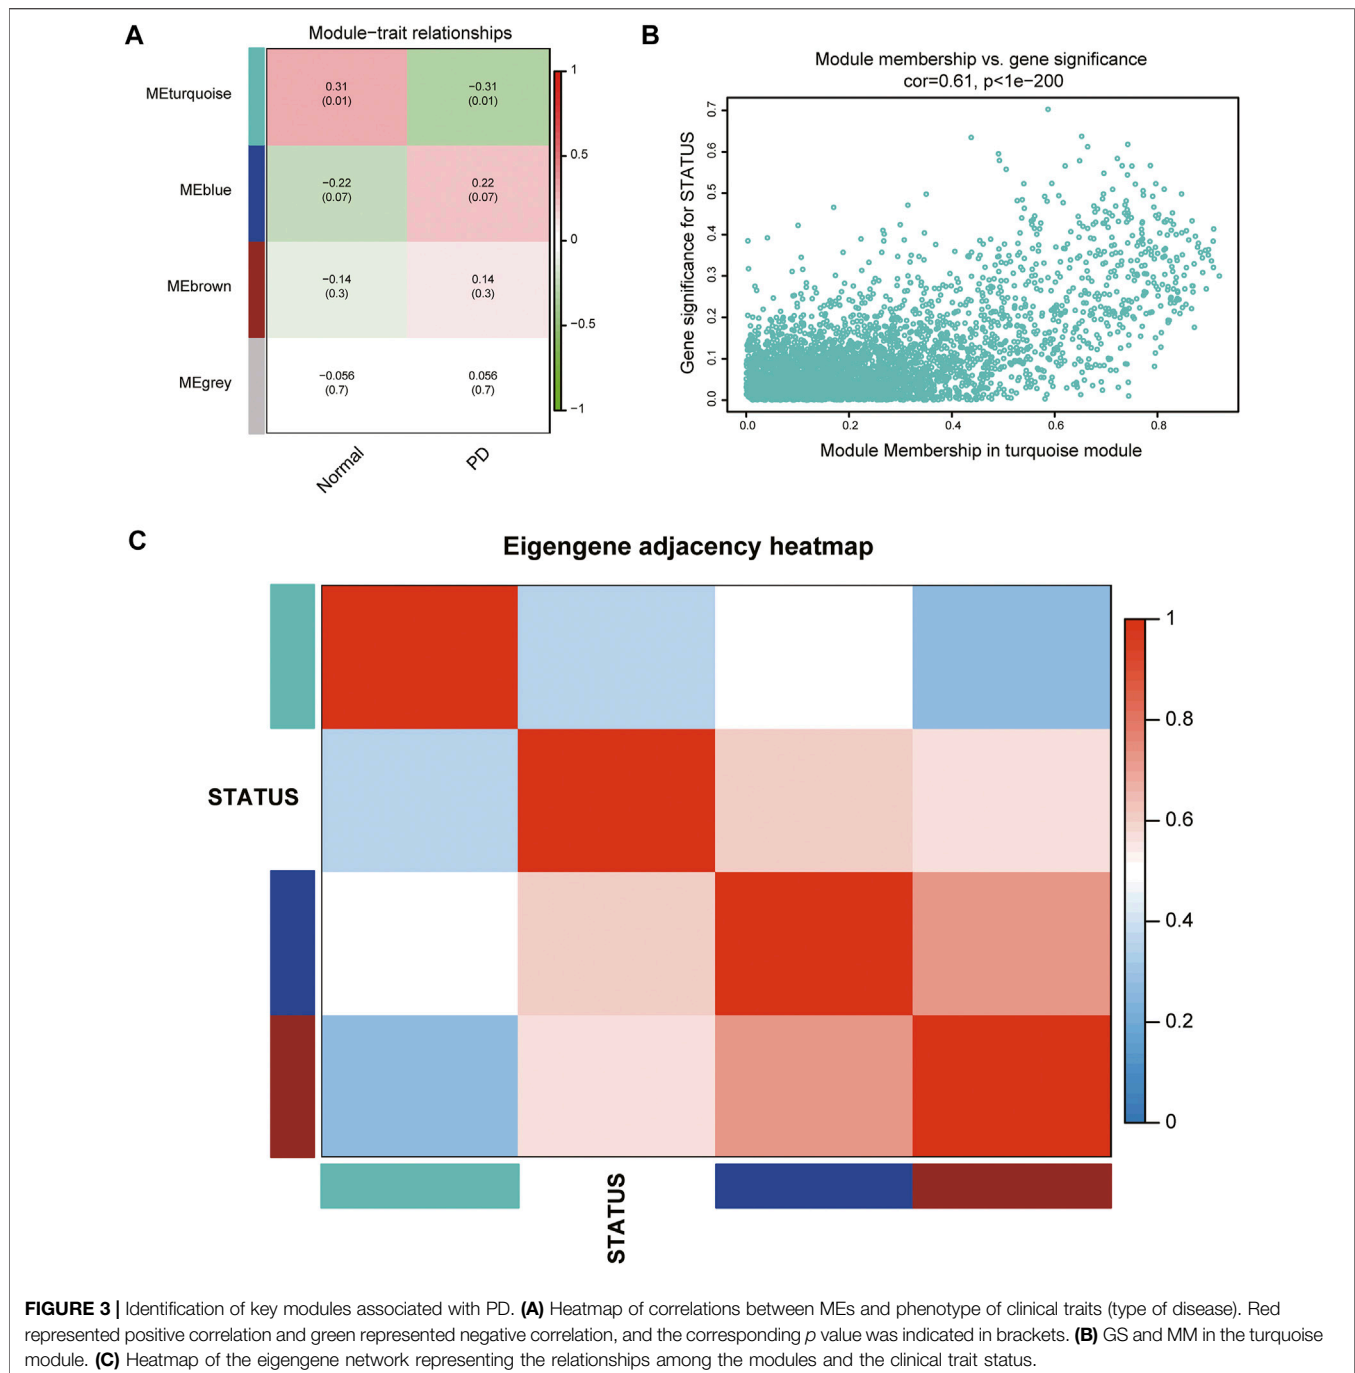 A
Module−trait relationships
MEturquoise
0.31
(0.01)
−0.31
(0.01)
MEblue
−0.22
(0.07)
0.22
(0.07)
MEbrown
−0.14
(0.3)
0.14
(0.3)
MEgrey
−0.056
(0.7)
0.056
(0.7)
1
0.5
0
−0.5
−1
Normal
PD
B
Module membership vs. gene significance
cor=0.61, p<1e−200
Gene significance for STATUS
0.7
0.6
0.5
0.4
0.3
0.2
0.1
0.0
0.0
0.2
0.4
0.6
0.8
Module Membership in turquoise module
C
Eigengene adjacency heatmap
STATUS
1
0.8
0.6
0.4
0.2
0
STATUS
FIGURE 3 | Identification of key modules associated with PD. (A) Heatmap of correlations between MEs and phenotype of clinical traits (type of disease). Red
represented positive correlation and green represented negative correlation, and the corresponding p value was indicated in brackets. (B) GS and MM in the turquoise
module. (C) Heatmap of the eigengene network representing the relationships among the modules and the clinical trait status.